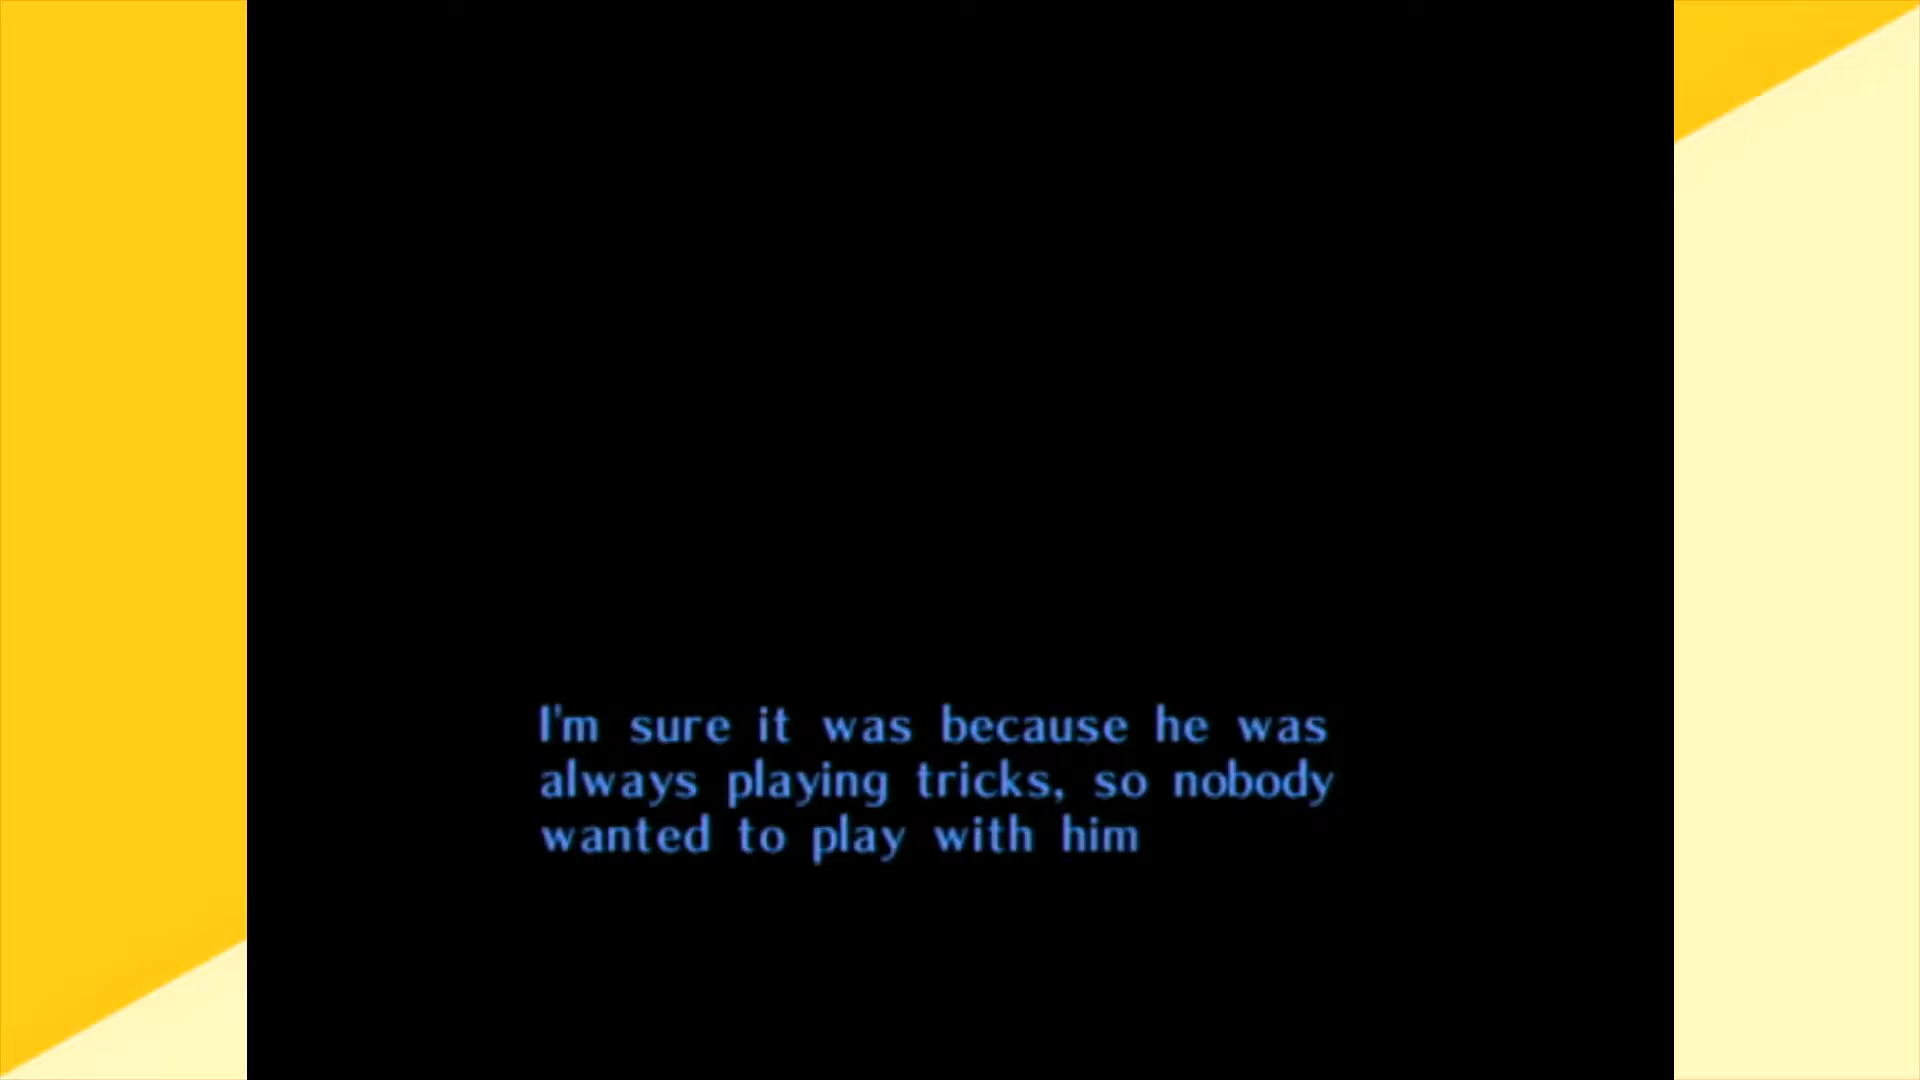 I'm sure it was because he was
always playing tricks, so nobody
wanted to play with him